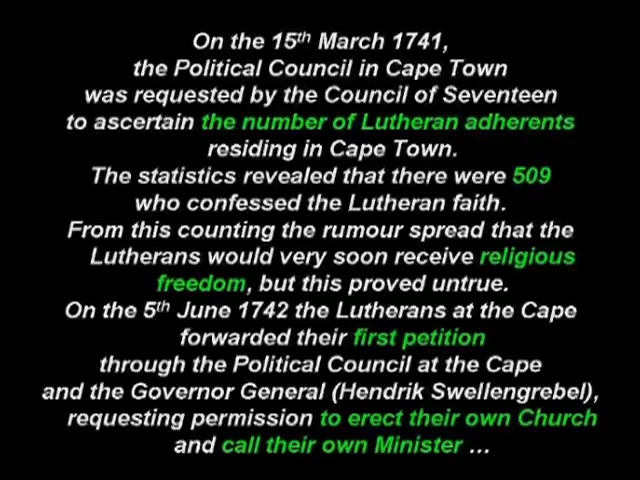 On the 15th March 1741,
the Political Council in Cape Town
was requested by the Council of Seventeen
to ascertain the number of Lutheran adherents
residing in Cape Town.
The statistics revealed that there were 509
who confessed the Lutheran faith.
From this counting the rumour spread that the
Lutherans would very soon receive religious
freedom, but this proved untrue.
On the 5th June 1742 the Lutherans at the Cape
forwarded their first petition
through the Political Council at the Cape
and the Governor General (Hendrik Swellengrebel),
requesting permission to erect their own Church
and call their own Minister ...